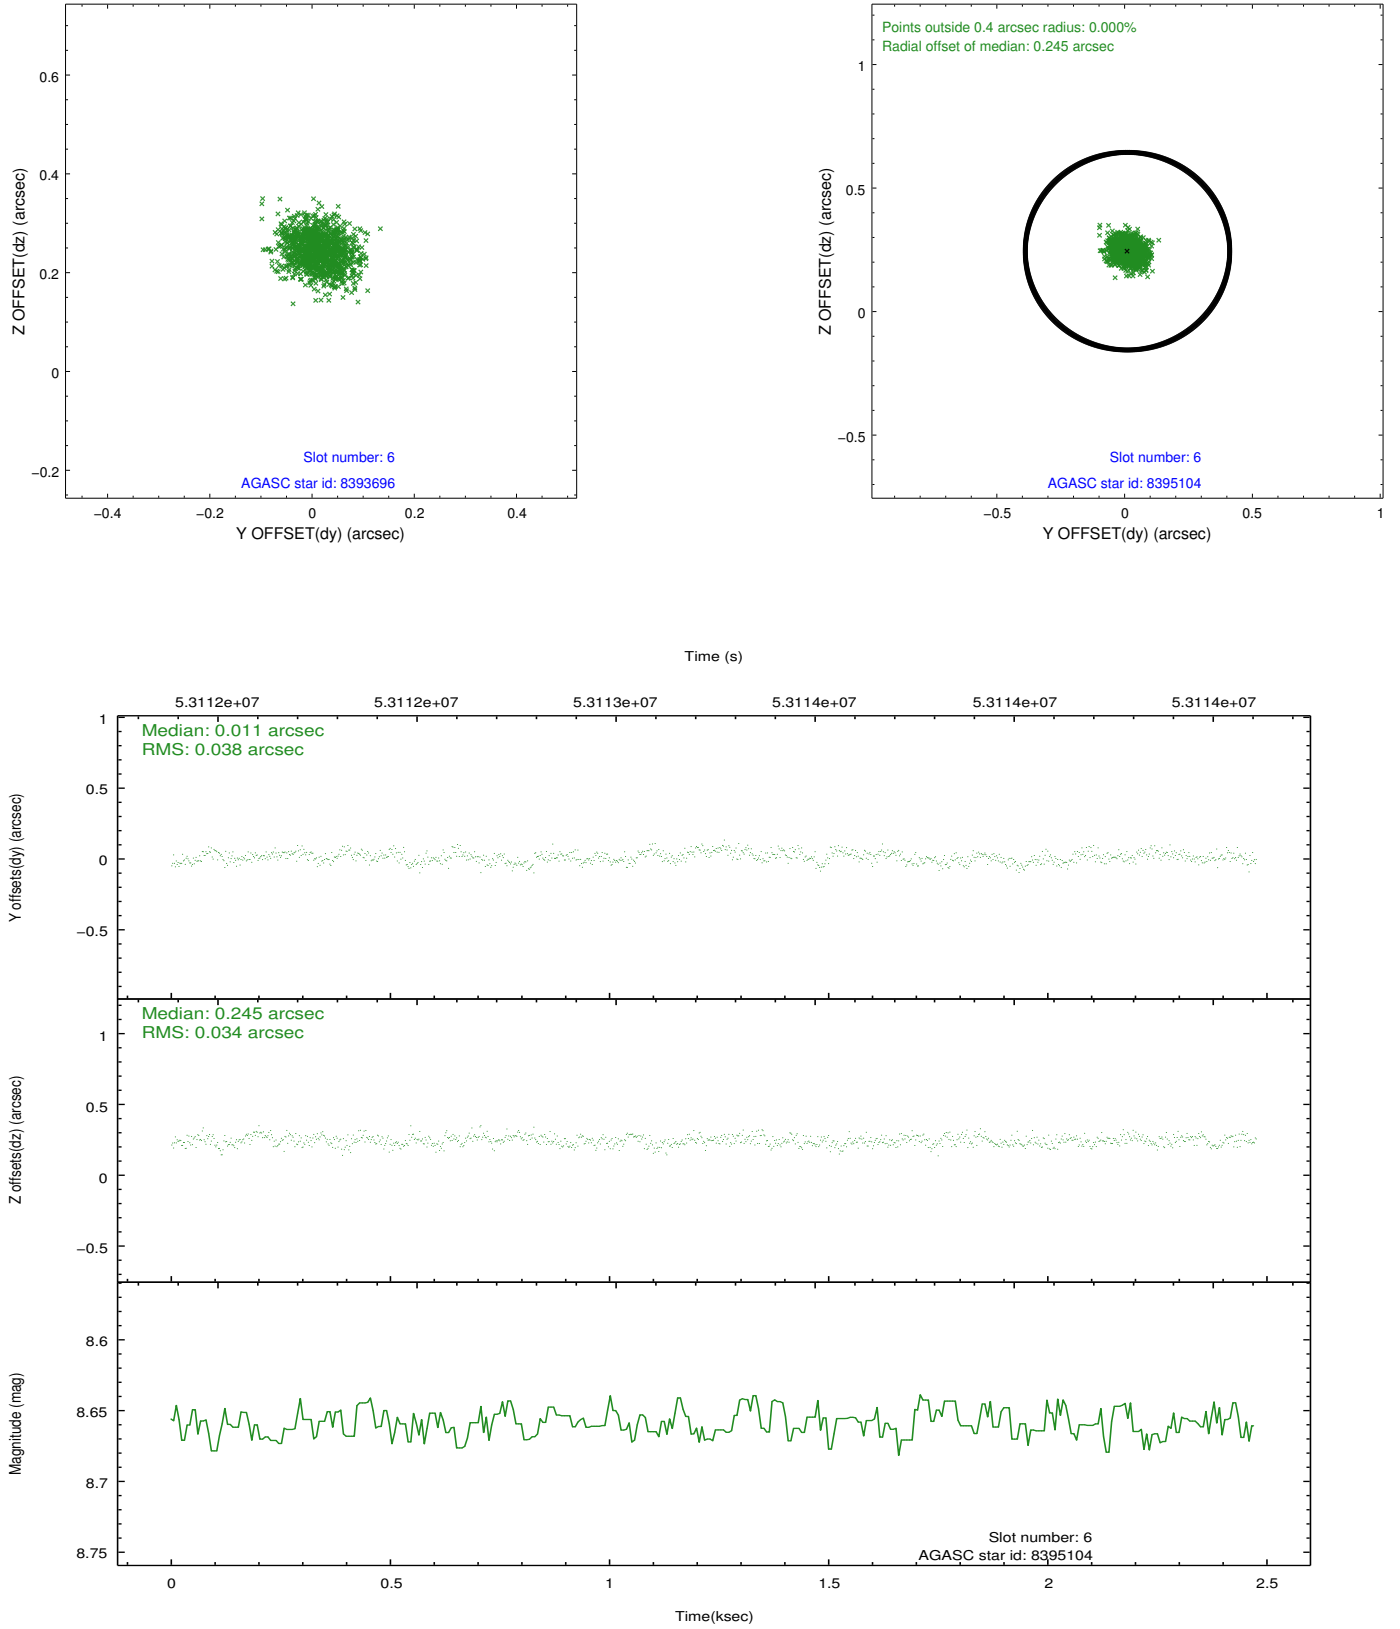 0.6
0.4
0.2
0
−0.2
Z OFFSET(dz) (arcsec)
Slot number: 6
AGASC star id: 8393696
−0.4 −0.2 0 0.2 0.4
Y OFFSET(dy) (arcsec)
Points outside 0.4 arcsec radius: 0.000%
Radial offset of median: 0.245 arcsec
1
0.5
0
−0.5
Z OFFSET(dz) (arcsec)
Slot number: 6
AGASC star id: 8395104
−0.5 0 0.5 1
Y OFFSET(dy) (arcsec)
Time (s)
5.3112e+07 5.3112e+07 5.3113e+07 5.3114e+07 5.3114e+07 5.3114e+07
Median: 0.011 arcsec
RMS: 0.038 arcsec
1
0.5
0
−0.5
Y offsets(dy) (arcsec)
Median: 0.245 arcsec
RMS: 0.034 arcsec
1
0.5
0
−0.5
Z offsets(dz) (arcsec)
8.6
8.65
8.7
8.75
Magnitude (mag)
Slot number: 6
AGASC star id: 8395104
0 0.5 1 1.5 2 2.5
Time(ksec)